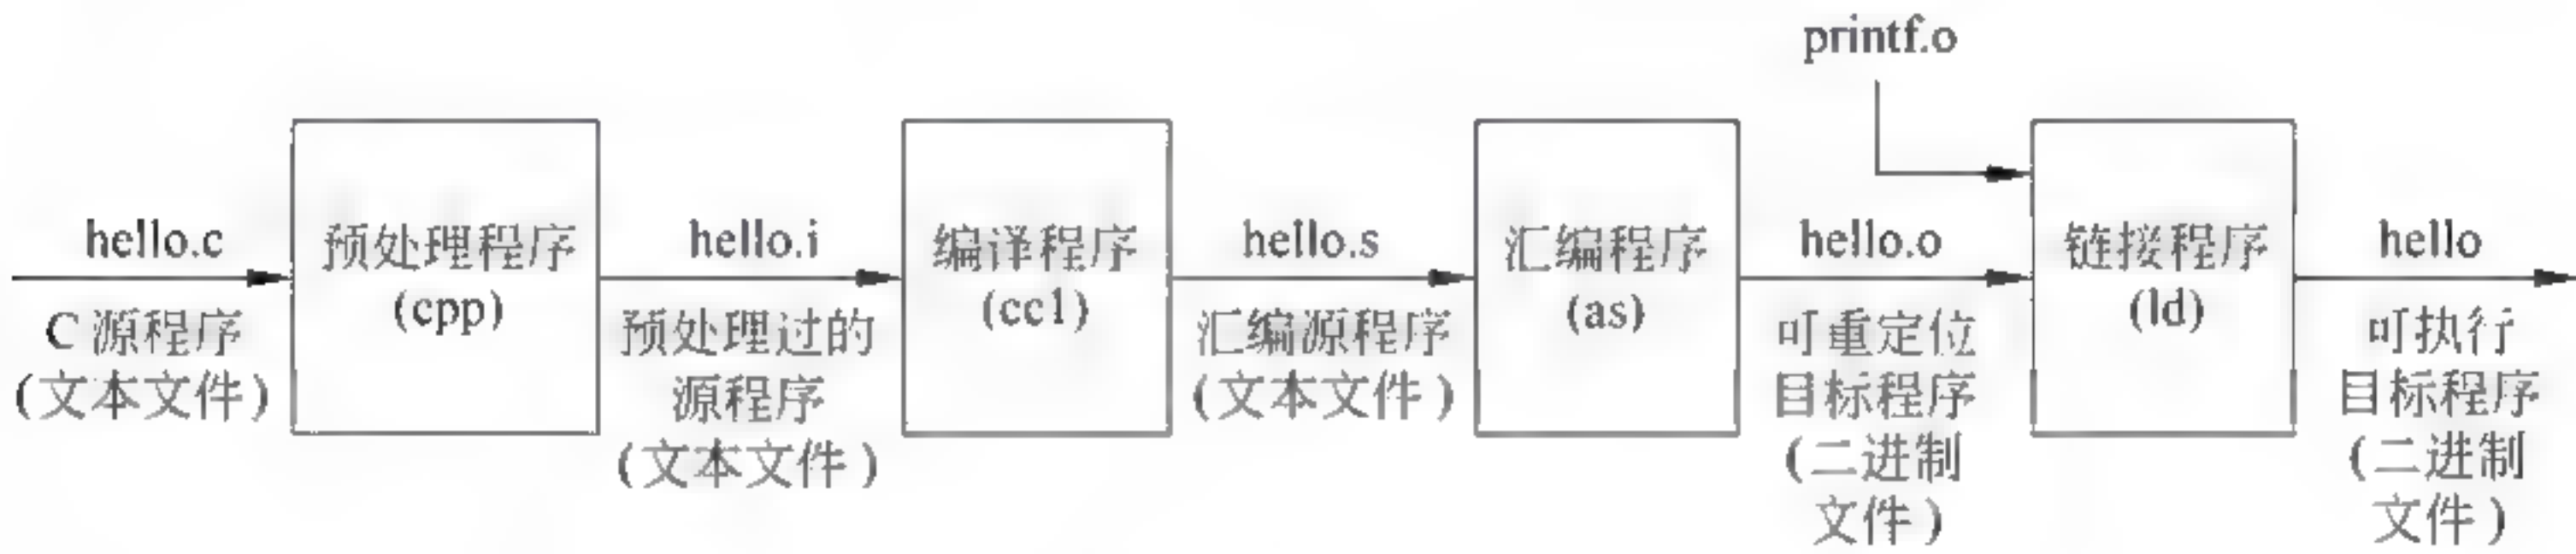 printf.o
hello.c
C 源程序
(文本文件)
预处理程序
(cpp)
hello.i
预处理过的
源程序
(文本文件)
编译程序
(cc1)
hello.s
汇编源程序
(文本文件)
汇编程序
(as)
hello.o
可重定位
目标程序
(二进制
文件)
链接程序
(ld)
hello
可执行
目标程序
(二进制
文件)